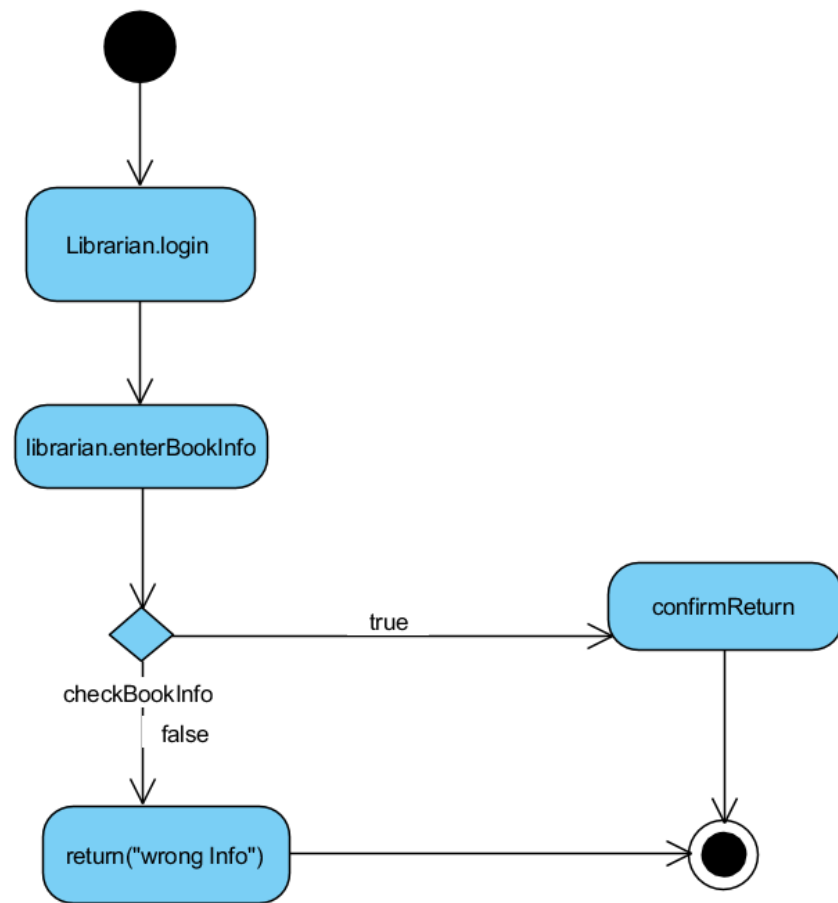 Librarian.login
librarian.enterBookInfo
true
confirmReturn
checkBookInfo
false
return("wrong Info")